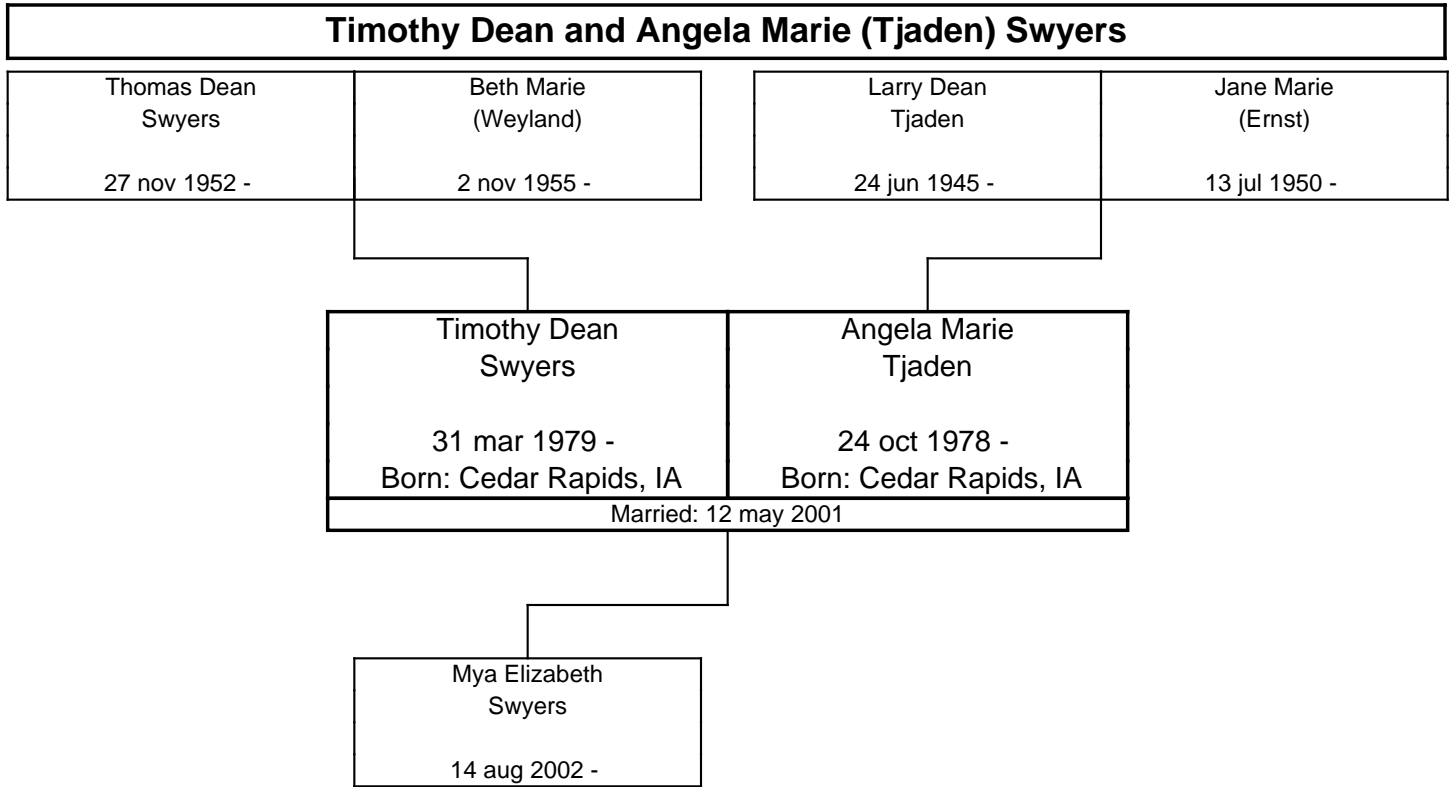 Timothy Dean and Angela Marie (Tjaden) Swyers
Thomas Dean
Swyers
27 nov 1952 -
Beth Marie
(Weyland)
2 nov 1955 -
Larry Dean
Tjaden
24 jun 1945 -
Jane Marie
(Ernst)
13 jul 1950 -
Timothy Dean
Swyers
31 mar 1979 -
Born: Cedar Rapids, IA
Angela Marie
Tjaden
24 oct 1978 -
Born: Cedar Rapids, IA
Married: 12 may 2001
Mya Elizabeth
Swyers
14 aug 2002 -